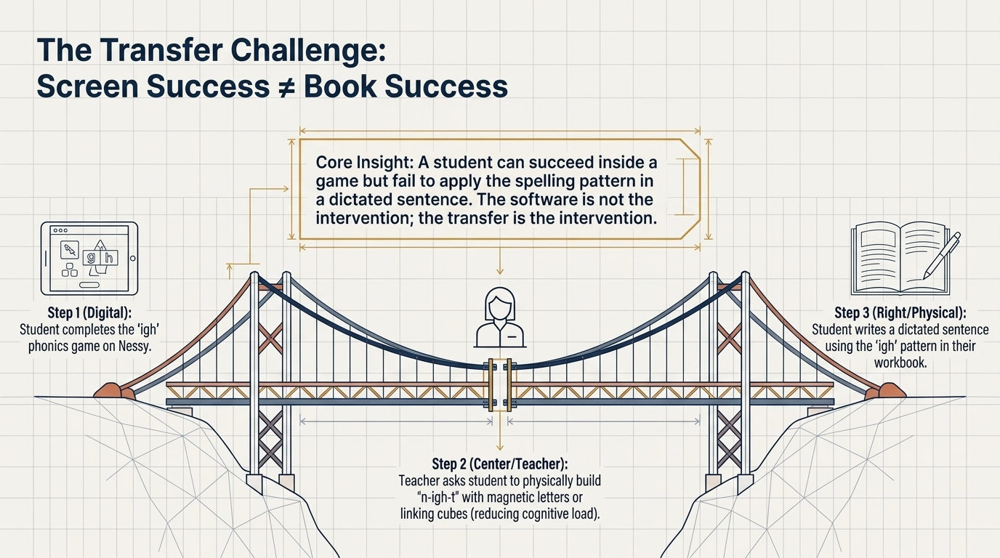 The Transfer Challenge:
Screen Success ≠ Book Success
Core Insight: A student can succeed inside a
game but fail to apply the spelling pattern in
a dictated sentence. The software is not the
intervention; the transfer is the intervention.
g h
Step 1 (Digital):
Student completes the ‘igh’
phonics game on Nessy.
Step 2 (Center/Teacher):
Teacher asks student to physically build
"n-igh-t" with magnetic letters or
linking cubes (reducing cognitive load).
Step 3 (Right/Physical):
Student writes a dictated sentence
using the ‘igh’ pattern in their
workbook.